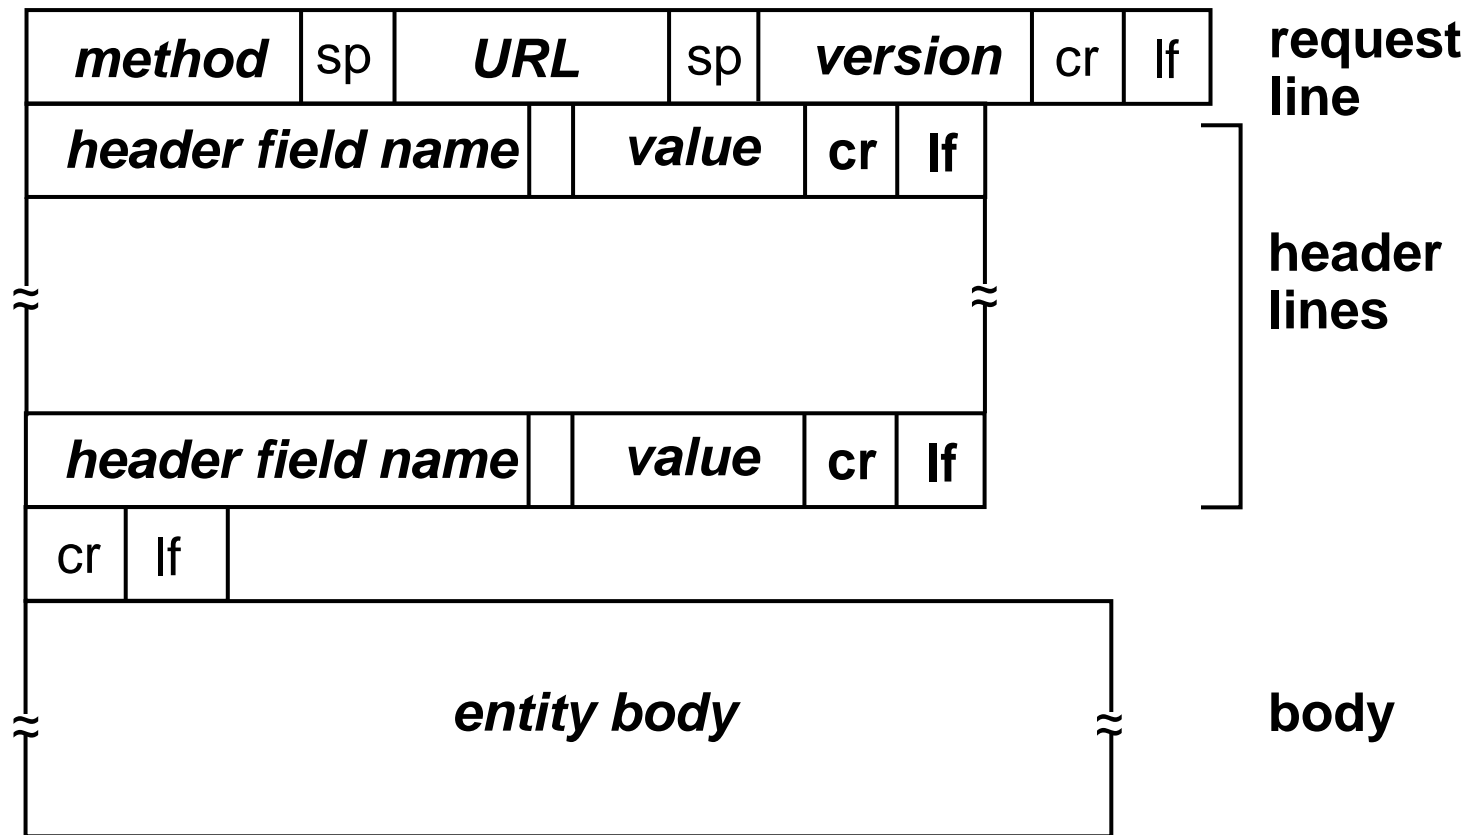 method sp URL sp version cr lf
request
line
header field name value cr lf
header
lines
header field name value cr lf
cr lf
entity body
body